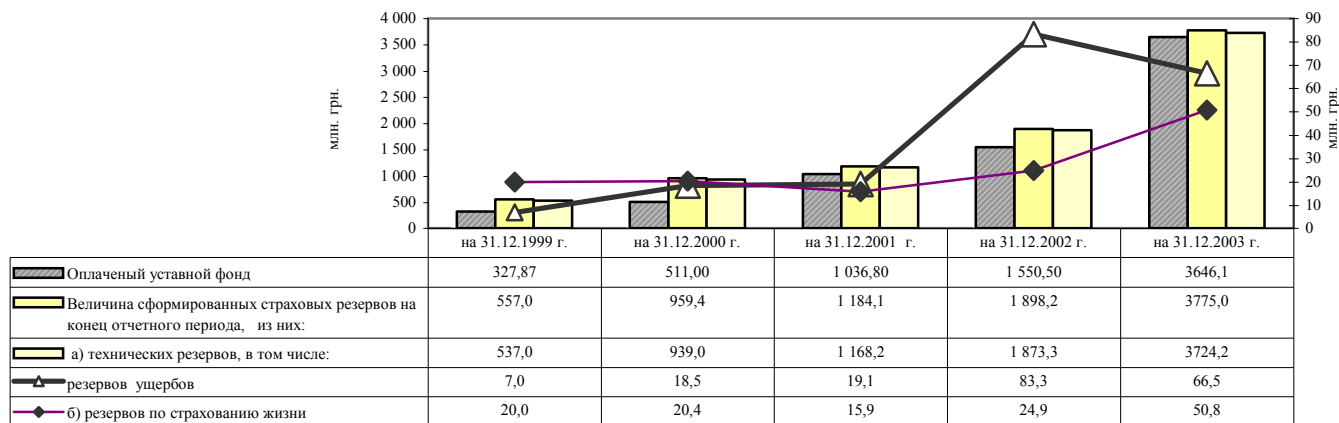 4 000
3 500
3 000
2 500
2 000
1 500
1 000
500
0
млн. грн.
90
80
70
60
50
40
30
20
10
0
млн. грн.
на 31.12.1999 г. на 31.12.2000 г. на 31.12.2001 г. на 31.12.2002 г. на 31.12.2003 г.
Оплаченый уставной фонд 327,87 511,00 1 036,80 1 550,50 3646,1
Величина сформированных страховых резервов на
конец отчетного периода, из них: 557,0 959,4 1 184,1 1 898,2 3775,0
а) технических резервов, в том числе: 537,0 939,0 1 168,2 1 873,3 3724,2
резервов ущербов 7,0 18,5 19,1 83,3 66,5
б) резервов по страхованию жизни 20,0 20,4 15,9 24,9 50,8